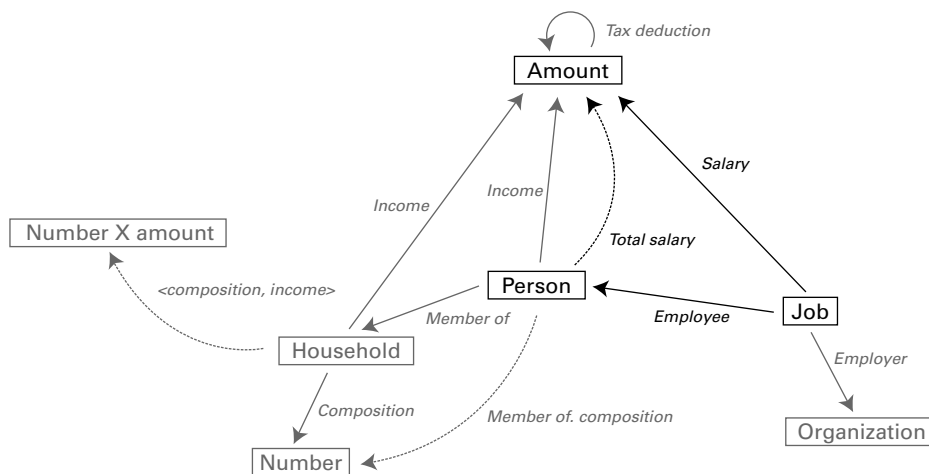 Tax deduction
Amount
Salary
Income
Income
Number X amount
Total salary
<composition, income>
Person
Member of
Employee
Job
Household
Employer
Composition
Member of. composition
Organization
Number